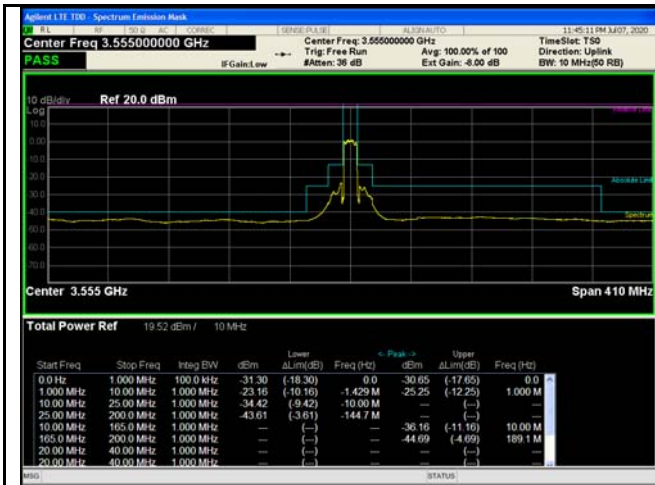 Agilent LTE TDD - Spectrum Emission Mask
RL RF 50 Ω AC CORREC SENSE:PULSE ALIGN AUTO 11:45:11 PM Jul 07, 2020
Center Freq 3.555000000 GHz
Center Freq: 3.555000000 GHz
TimeSlot: TS0
Trig: Free Run
Avg: 100.00% of 100
Direction: Uplink
PASS
IFGain:Low
#Atten: 36 dB
Ext Gain: -8.00 dB
BW: 10 MHz(50 RB)
10 dB/div Ref 20.0 dBm
Log
10.0
0.00
10.0
20.0
30.0
40.0
50.0
60.0
70.0
Absolute Limit
Spectrum
Center 3.555 GHz Span 410 MHz
Total Power Ref 19.52 dBm / 10 MHz
Lower <- Peak -> Upper
Start Freq Stop Freq Integ BW dBm ΔLim(dB) Freq (Hz) dBm ΔLim(dB) Freq (Hz)
0.0 Hz 1.000 MHz 100.0 kHz -31.30 (-18.30) 0.0 -30.65 (-17.65) 0.0
1.000 MHz 10.00 MHz 1.000 MHz -23.16 (-10.16) -1.429 M -25.25 (-12.25) 1.000 M
10.00 MHz 25.00 MHz 1.000 MHz -34.42 (-9.42) -10.00 M --- (---) ---
25.00 MHz 200.0 MHz 1.000 MHz -43.61 (-3.61) -144.7 M --- (---) ---
10.00 MHz 165.0 MHz 1.000 MHz --- (---) --- -36.16 (-11.16) 10.00 M
165.0 MHz 200.0 MHz 1.000 MHz --- (---) --- -44.69 (-4.69) 189.1 M
20.00 MHz 40.00 MHz 1.000 MHz --- (---) --- --- (---) ---
20.00 MHz 40.00 MHz 1.000 MHz --- (---) --- --- (---) ---
MSG STATUS